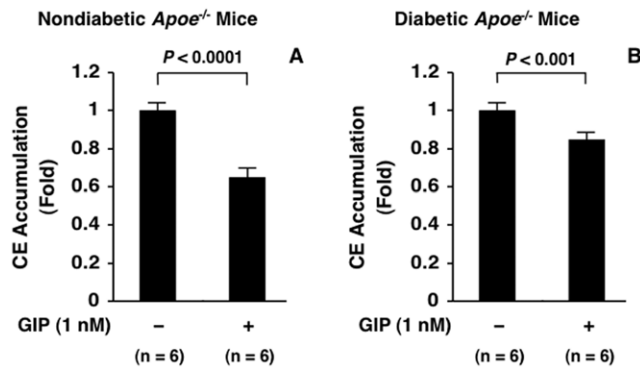 Nondiabetic Apoe-/- Mice
A
P < 0.0001
CE Accumulation
(Fold)
1.2
1
0.8
0.6
0.4
0.2
0
GIP (1 nM) – +
(n = 6) (n = 6)
Diabetic Apoe-/- Mice
B
P < 0.001
CE Accumulation
(Fold)
1.2
1
0.8
0.6
0.4
0.2
0
GIP (1 nM) – +
(n = 6) (n = 6)